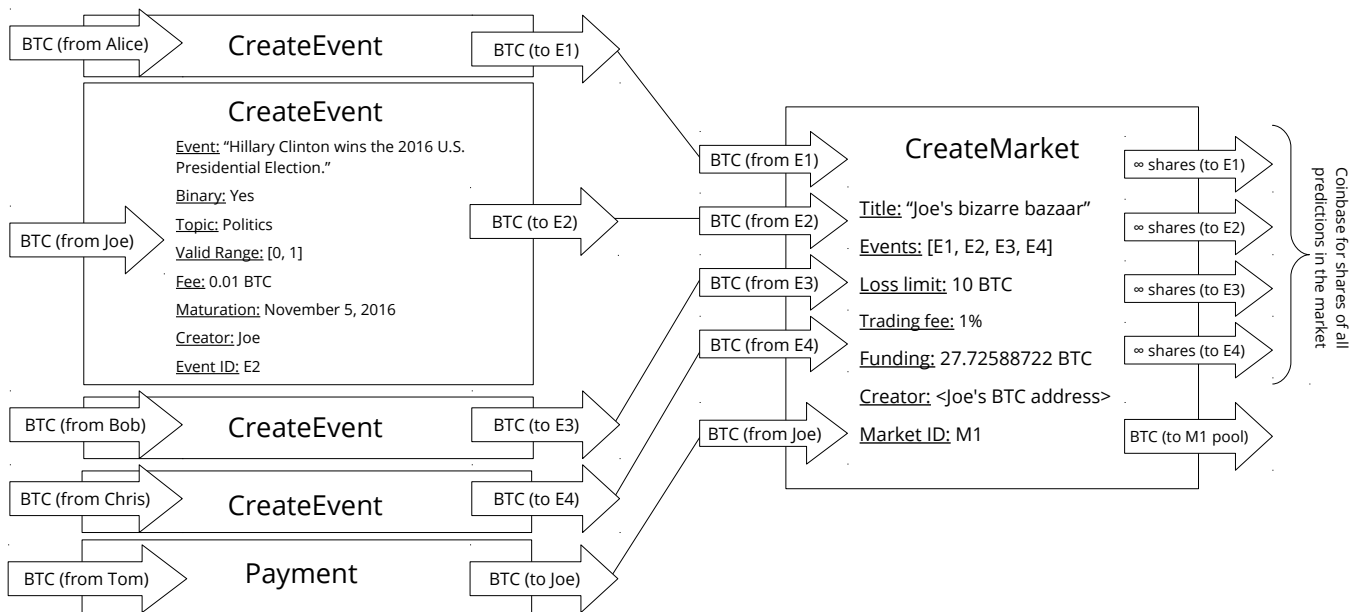 BTC (from Alice)
CreateEvent
BTC (to E1)
CreateEvent
Event: “Hillary Clinton wins the 2016 U.S.
Presidential Election.”
Binary: Yes
Topic: Politics
Valid Range: [0, 1]
Fee: 0.01 BTC
Maturation: November 5, 2016
Creator: Joe
Event ID: E2
BTC (from Joe)
BTC (to E2)
BTC (from Bob)
CreateEvent
BTC (to E3)
BTC (from Chris)
CreateEvent
BTC (to E4)
BTC (from Tom)
Payment
BTC (to Joe)
BTC (from E1)
BTC (from E2)
BTC (from E3)
BTC (from E4)
BTC (from Joe)
CreateMarket
Title: “Joe's bizarre bazaar”
Events: [E1, E2, E3, E4]
Loss limit: 10 BTC
Trading fee: 1%
Funding: 27.72588722 BTC
Creator: <Joe's BTC address>
Market ID: M1
∞ shares (to E1)
∞ shares (to E2)
∞ shares (to E3)
∞ shares (to E4)
BTC (to M1 pool)
Coinbase for shares of all
predictions in the market